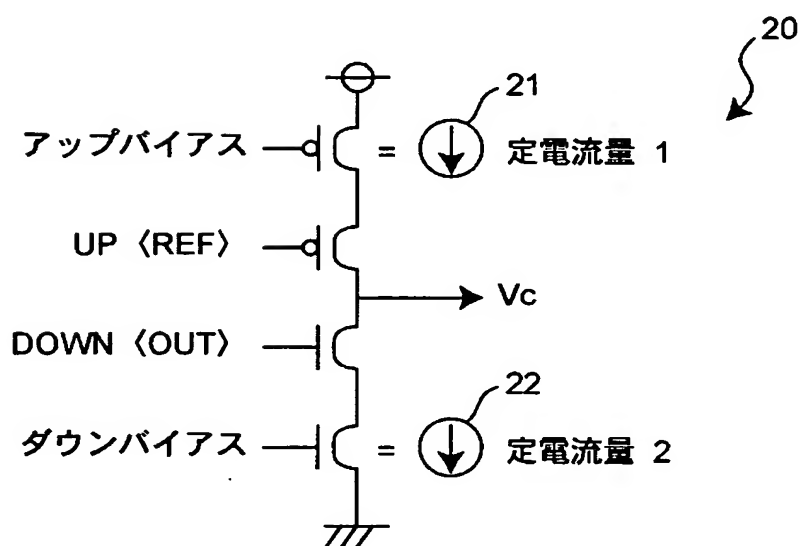 20
21
アップバイアス = 定電流量 1
UP〈REF〉
Vc
DOWN〈OUT〉
22
ダウンバイアス = 定電流量 2